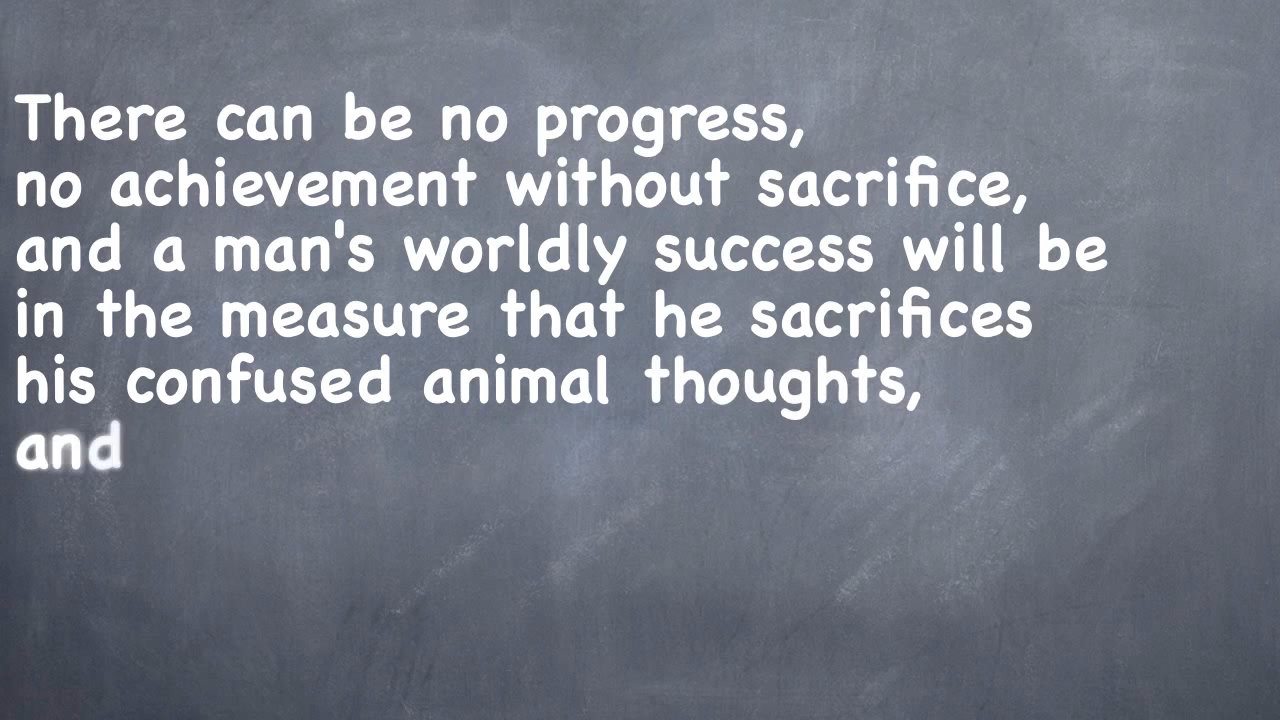 There can be no progress,
no achievement without sacrifice,
and a man's worldly success will be
in the measure that he sacrifices
his confused animal thoughts,
and